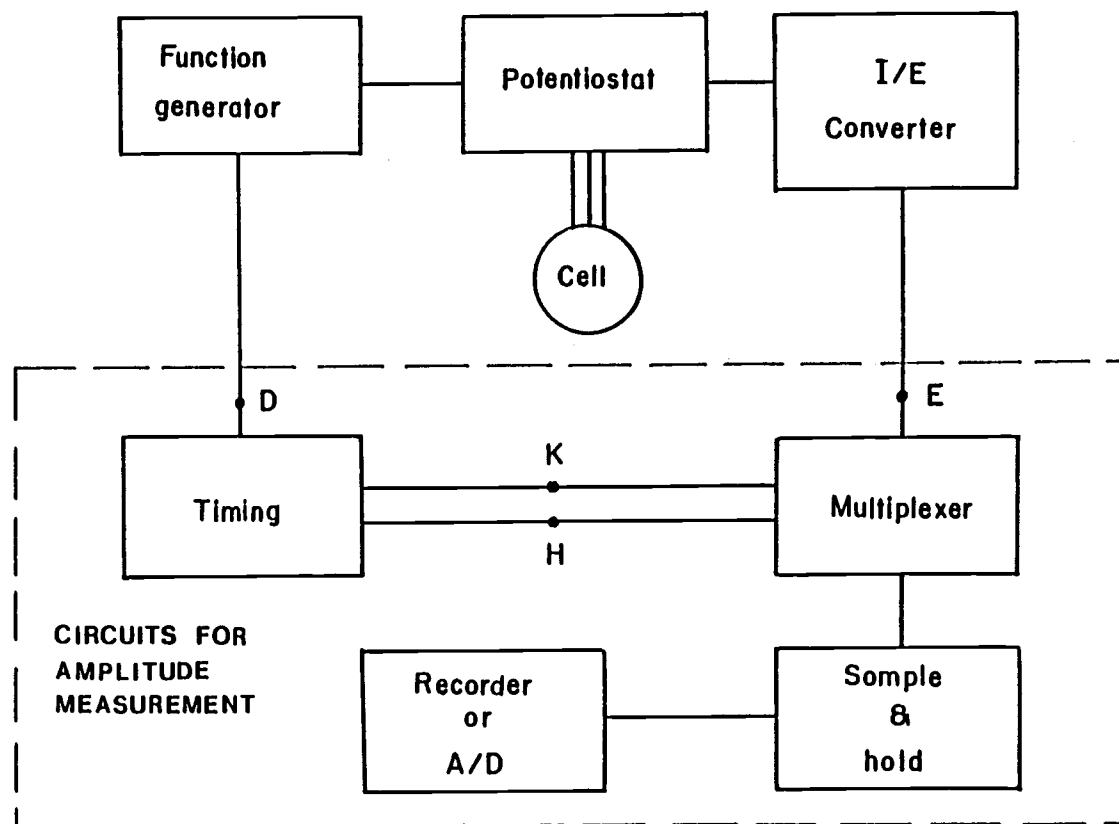 Function
generator
Potentiostat
I/E
Converter
Cell
D
E
K
Timing
Multiplexer
H
CIRCUITS FOR
AMPLITUDE
MEASUREMENT
Recorder
or
A/D
Somple
&
hold